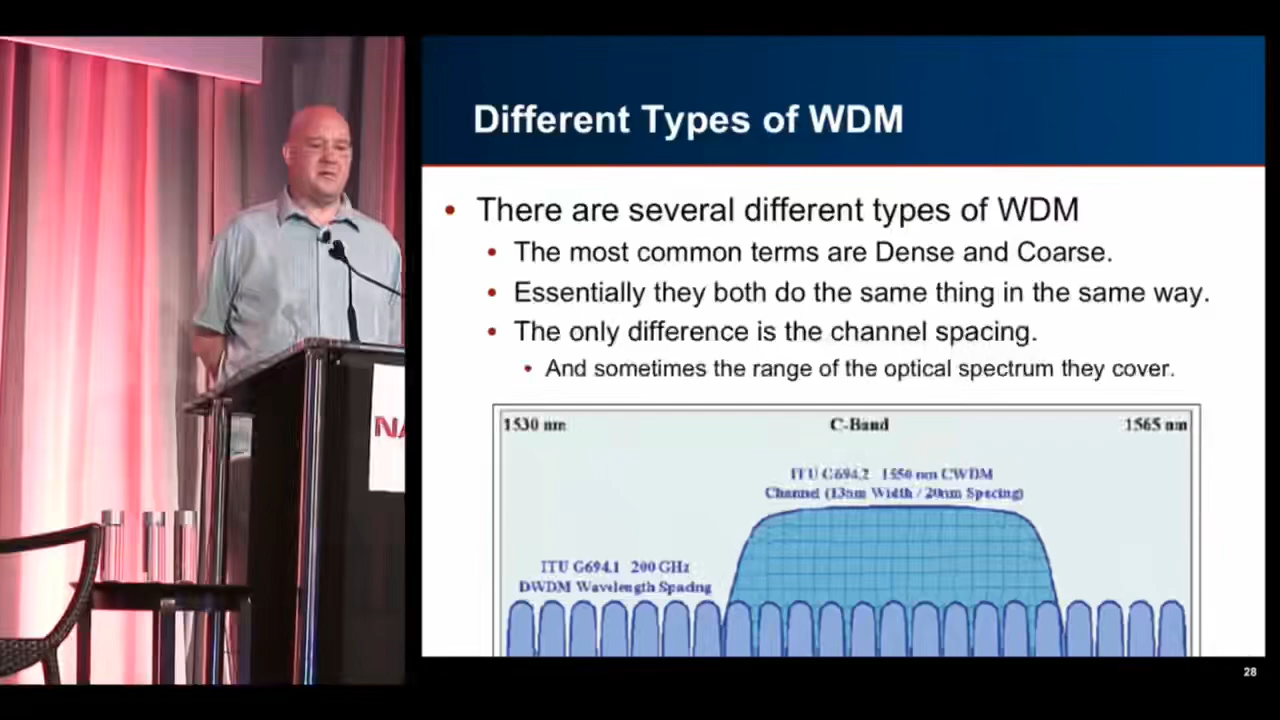 Different Types of WDM
• There are several different types of WDM
• The most common terms are Dense and Coarse.
• Essentially they both do the same thing in the same way.
• The only difference is the channel spacing.
• And sometimes the range of the optical spectrum they cover.
1530 nm C-Band 1565 nm
ITU G694.2 1550 nm CWDM
Channel (13nm Width / 20nm Spacing)
ITU G694.1 200 GHz
DWDM Wavelength Spacing
28